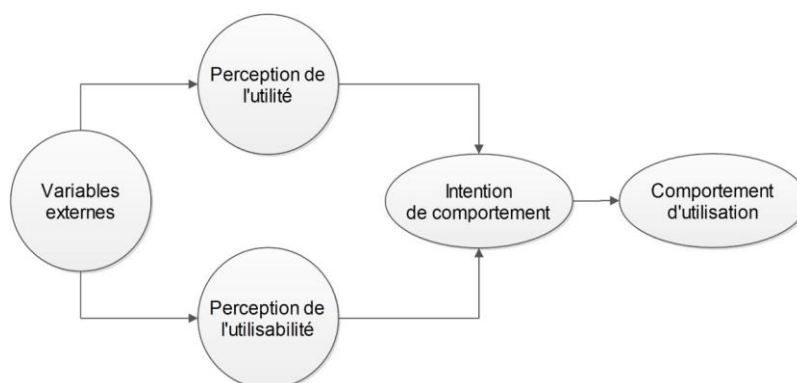 Perception de
l'utilité
Variables
externes
Intention
de comportement
Comportement
d'utilisation
Perception de
l'utilisabilité